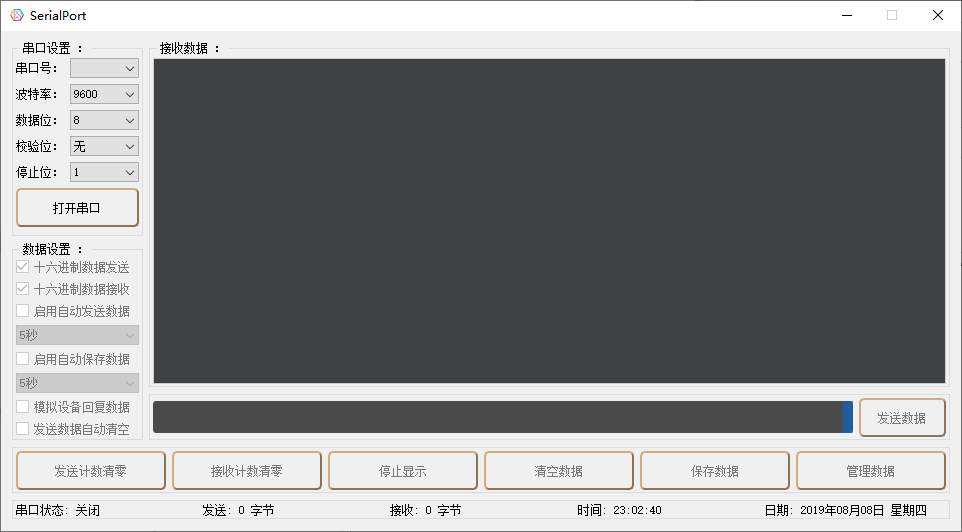 SerialPort
串口设置 :
串口号:
波特率: 9600
数据位: 8
校验位: 无
停止位: 1
打开串口
数据设置 :
十六进制数据发送
十六进制数据接收
启用自动发送数据
5秒
启用自动保存数据
5秒
模拟设备回复数据
发送数据自动清空
接收数据 :
发送数据
发送计数清零 接收计数清零 停止显示 清空数据 保存数据 管理数据
串口状态: 关闭 发送: 0 字节 接收: 0 字节 时间: 23:02:40 日期: 2019年08月08日 星期四